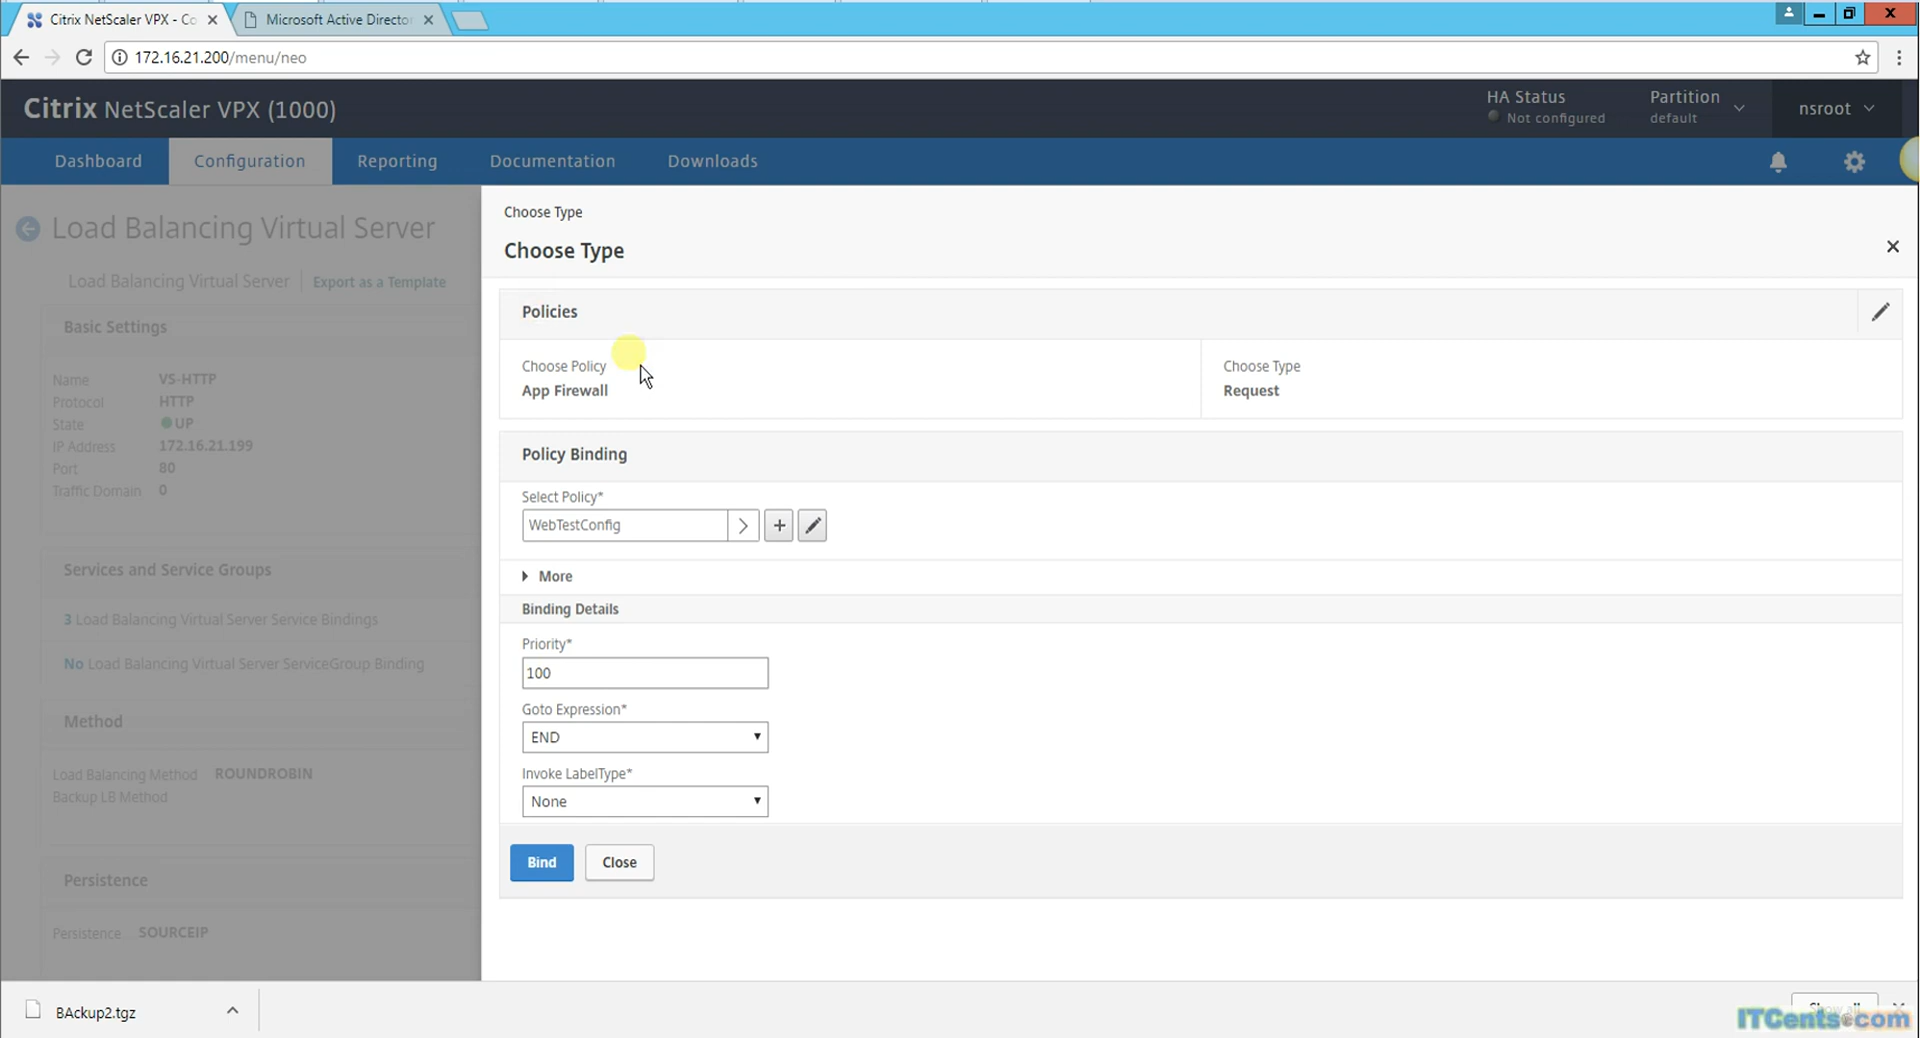 Citrix NetScaler VPX - Co
Microsoft Active Director
172.16.21.200/menu/neo
Citrix NetScaler VPX (1000)
HA Status
Not configured
Partition
default
nsroot
Dashboard
Configuration
Reporting
Documentation
Downloads
Load Balancing Virtual Server
Load Balancing Virtual Server
Export as a Template
Basic Settings
Name VS-HTTP
Protocol HTTP
State UP
IP Address 172.16.21.199
Port 80
Traffic Domain 0
Services and Service Groups
3 Load Balancing Virtual Server Service Bindings
No Load Balancing Virtual Server ServiceGroup Binding
Method
Load Balancing Method ROUNDROBIN
Backup LB Method
Persistence
Persistence SOURCEIP
Choose Type
Choose Type
Policies
Choose Policy
App Firewall
Choose Type
Request
Policy Binding
Select Policy*
WebTestConfig
More
Binding Details
Priority*
100
Goto Expression*
END
Invoke LabelType*
None
Bind
Close
BAckup2.tgz
Show all
ITCents.com